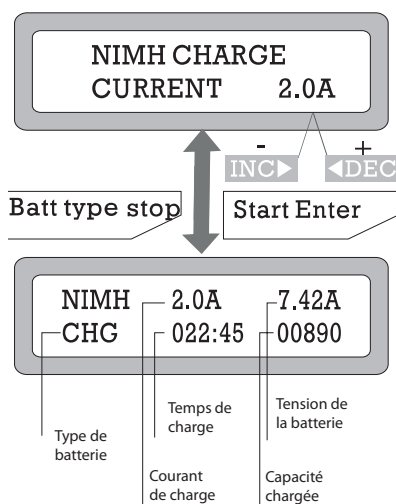 NIMH CHARGE
CURRENT 2.0A
- +
INC▶ ◀DEC
Batt type stop
Start Enter
NIMH 2.0A 7.42A
CHG 022:45 00890
Type de
batterie
Temps de
charge
Tension de
la batterie
Courant
de charge
Capacité
chargée